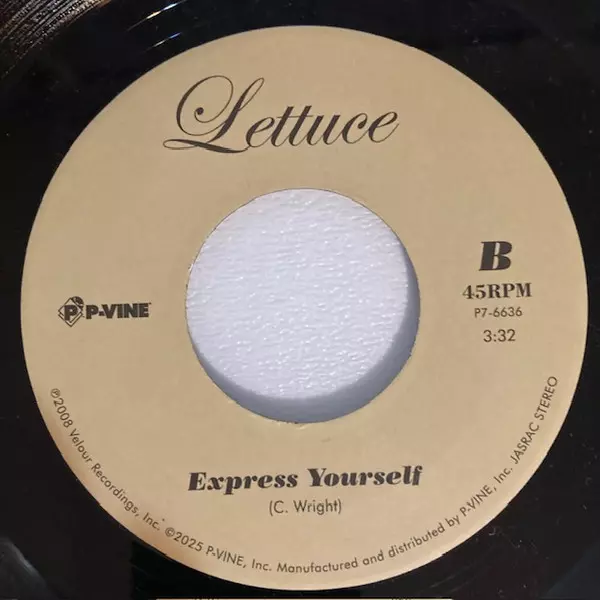 Lettuce
B
45RPM
P7-6636
3:32
P P-VINE
Express Yourself
(C. Wright)
℗2008 Velour Recordings, Inc. ©2025 P-VINE, Inc. Manufactured and distributed by P-VINE, Inc. JASRAC STEREO